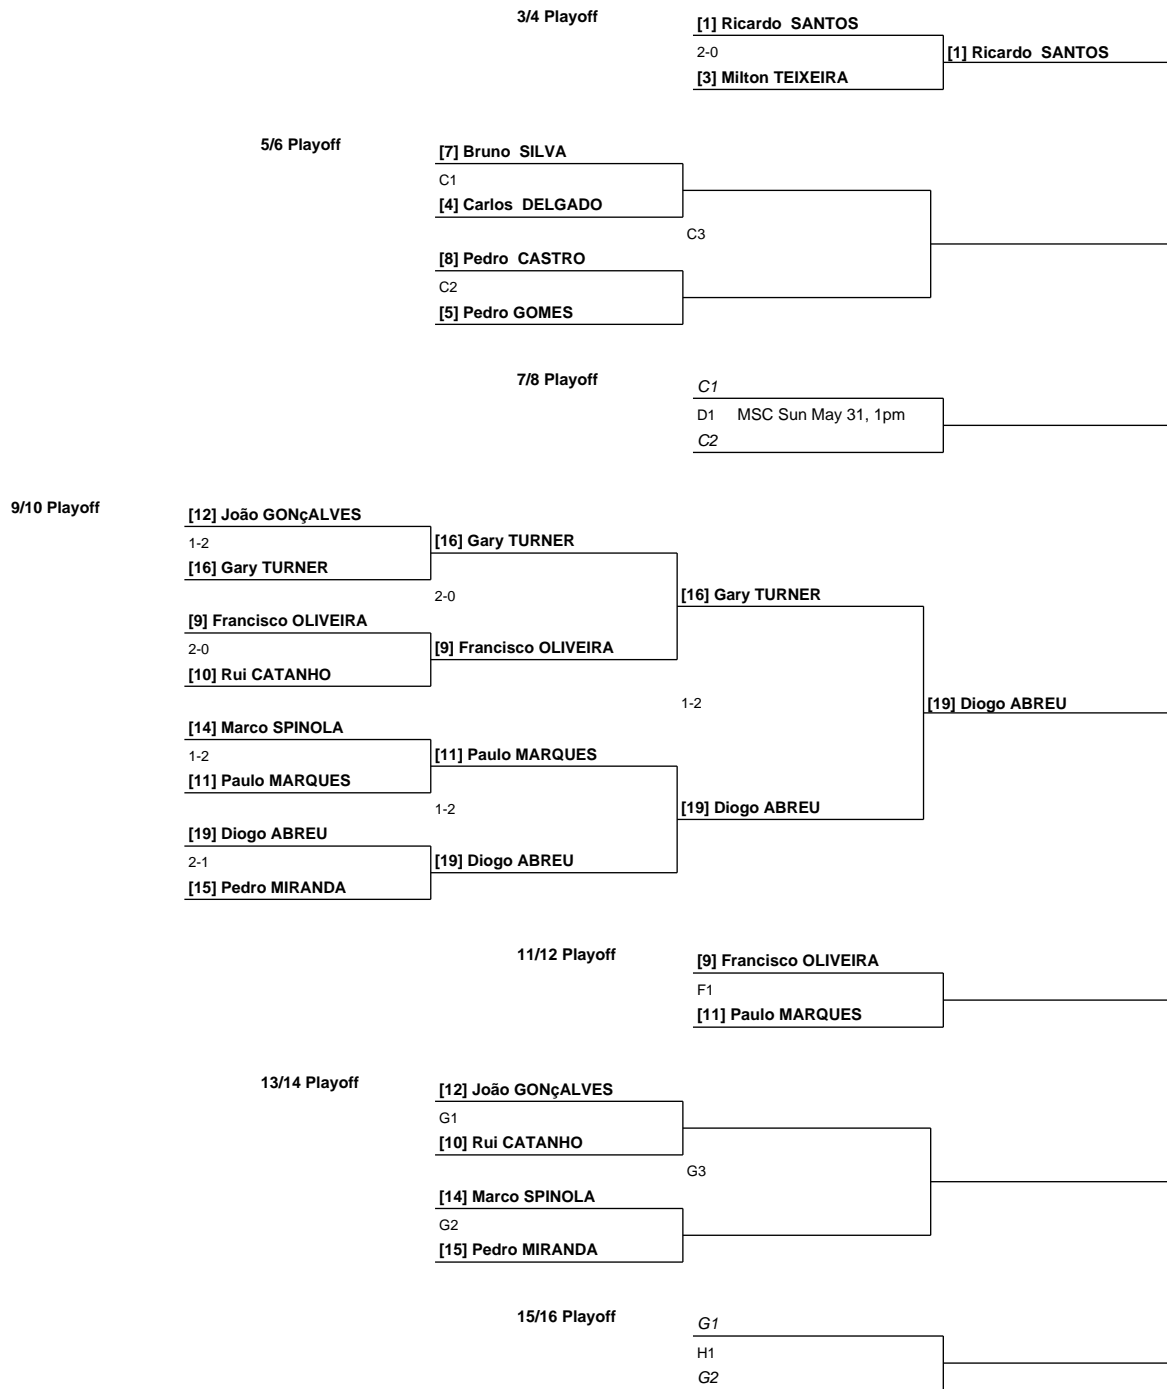 3/4 Playoff
[1] Ricardo SANTOS
2-0
[1] Ricardo SANTOS
[3] Milton TEIXEIRA
5/6 Playoff
[7] Bruno SILVA
C1
[4] Carlos DELGADO
C3
[8] Pedro CASTRO
C2
[5] Pedro GOMES
7/8 Playoff
C1
D1 MSC Sun May 31, 1pm
C2
9/10 Playoff
[12] João GONçALVES
1-2
[16] Gary TURNER
[16] Gary TURNER
2-0
[16] Gary TURNER
[9] Francisco OLIVEIRA
2-0
[9] Francisco OLIVEIRA
[10] Rui CATANHO
1-2
[19] Diogo ABREU
[14] Marco SPINOLA
1-2
[11] Paulo MARQUES
[11] Paulo MARQUES
1-2
[19] Diogo ABREU
[19] Diogo ABREU
2-1
[19] Diogo ABREU
[15] Pedro MIRANDA
11/12 Playoff
[9] Francisco OLIVEIRA
F1
[11] Paulo MARQUES
13/14 Playoff
[12] João GONçALVES
G1
[10] Rui CATANHO
G3
[14] Marco SPINOLA
G2
[15] Pedro MIRANDA
15/16 Playoff
G1
H1
G2